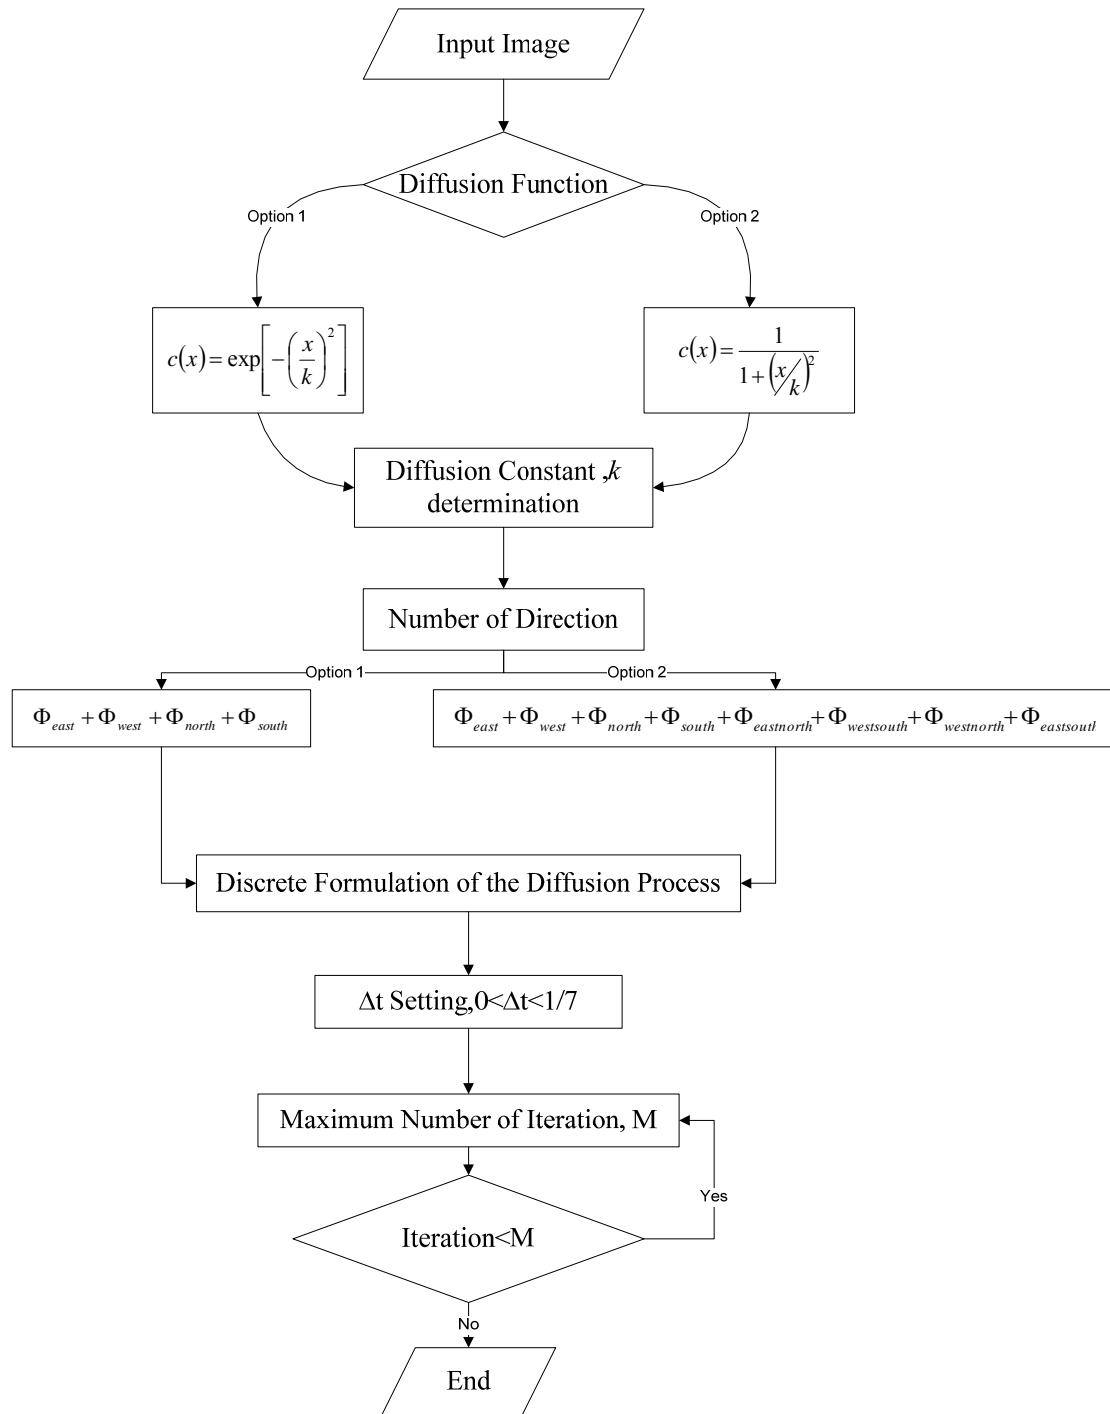 Input Image
Diffusion Function
Option 1
Option 2
c(x) = exp[-(x/k)^2]
c(x) = 1/(1+(x/k)^2)
Diffusion Constant ,k
determination
Number of Direction
Option 1
Option 2
Φeast + Φwest + Φnorth + Φsouth
Φeast + Φwest + Φnorth + Φsouth + Φeastnorth + Φwestsouth + Φwestnorth + Φeastsouth
Discrete Formulation of the Diffusion Process
Δt Setting,0<Δt<1/7
Maximum Number of Iteration, M
Yes
Iteration<M
No
End